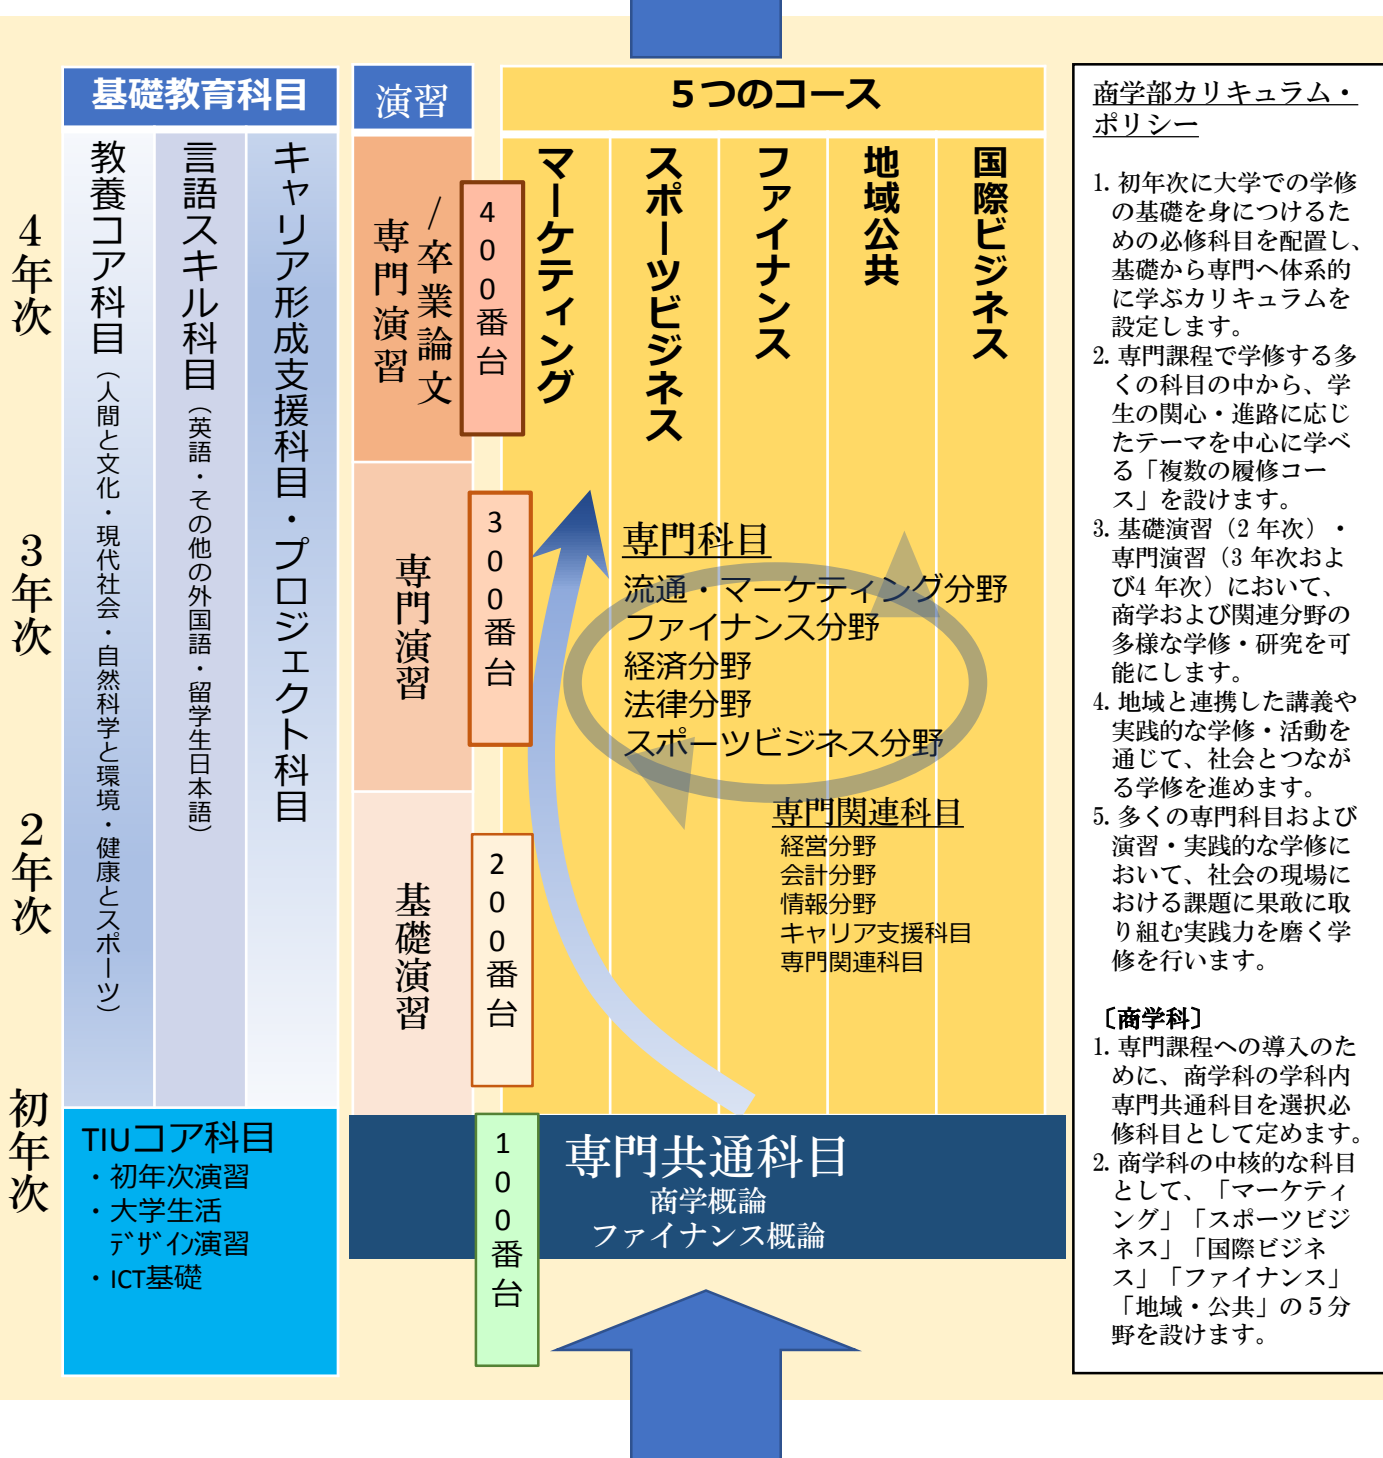 基礎教育科目
演習
５つのコース
4年次
3年次
2年次
初年次
教養コア科目（人間と文化・現代社会・自然科学と環境・健康とスポーツ）
言語スキル科目（英語・その他の外国語・留学生日本語）
キャリア形成支援科目・プロジェクト科目
専門演習
/卒業論文
専門演習
基礎演習
400番台
300番台
200番台
100番台
マーケティング
スポーツビジネス
ファイナンス
地域公共
国際ビジネス
専門科目
流通・マーケティング分野
ファイナンス分野
経済分野
法律分野
スポーツビジネス分野
専門関連科目
経営分野
会計分野
情報分野
キャリア支援科目
専門関連科目
TIUコア科目
・初年次演習
・大学生活
ﾃﾞｻﾞｲﾝ演習
・ICT基礎
専門共通科目
商学概論
ファイナンス概論
商学部カリキュラム・
ポリシー
1. 初年次に大学での学修
の基礎を身につけるた
めの必修科目を配置し、
基礎から専門へ体系的
に学ぶカリキュラムを
設定します。
2. 専門課程で学修する多
くの科目の中から、学
生の関心・進路に応じ
たテーマを中心に学べ
る「複数の履修コー
ス」を設けます。
3. 基礎演習（2 年次）・
専門演習（3 年次およ
び4 年次）において、
商学および関連分野の
多様な学修・研究を可
能にします。
4. 地域と連携した講義や
実践的な学修・活動を
通じて、社会とつなが
る学修を進めます。
5. 多くの専門科目および
演習・実践的な学修に
おいて、社会の現場に
おける課題に果敢に取
り組む実践力を磨く学
修を行います。
〔商学科〕
1. 専門課程への導入のた
めに、商学科の学科内
専門共通科目を選択必
修科目として定めます。
2. 商学科の中核的な科目
として、「マーケティ
ング」「スポーツビジ
ネス」「国際ビジネ
ス」「ファイナンス」
「地域・公共」の５分
野を設けます。